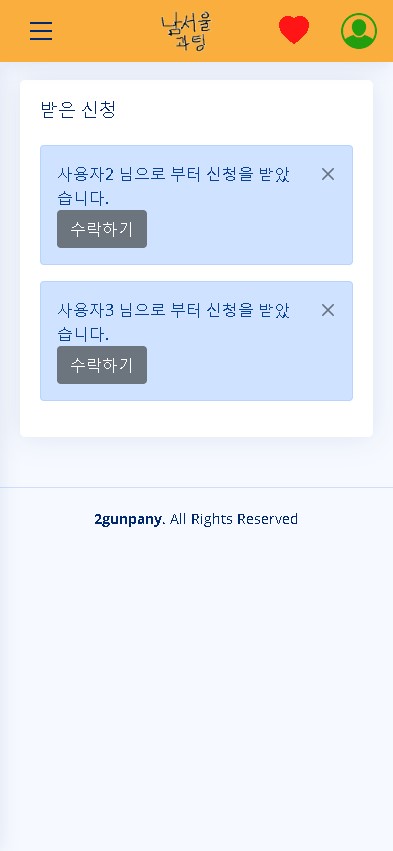 남서울
과팅
받은 신청
사용자2 님으로 부터 신청을 받았
습니다.
수락하기
사용자3 님으로 부터 신청을 받았
습니다.
수락하기
2gunpany. All Rights Reserved